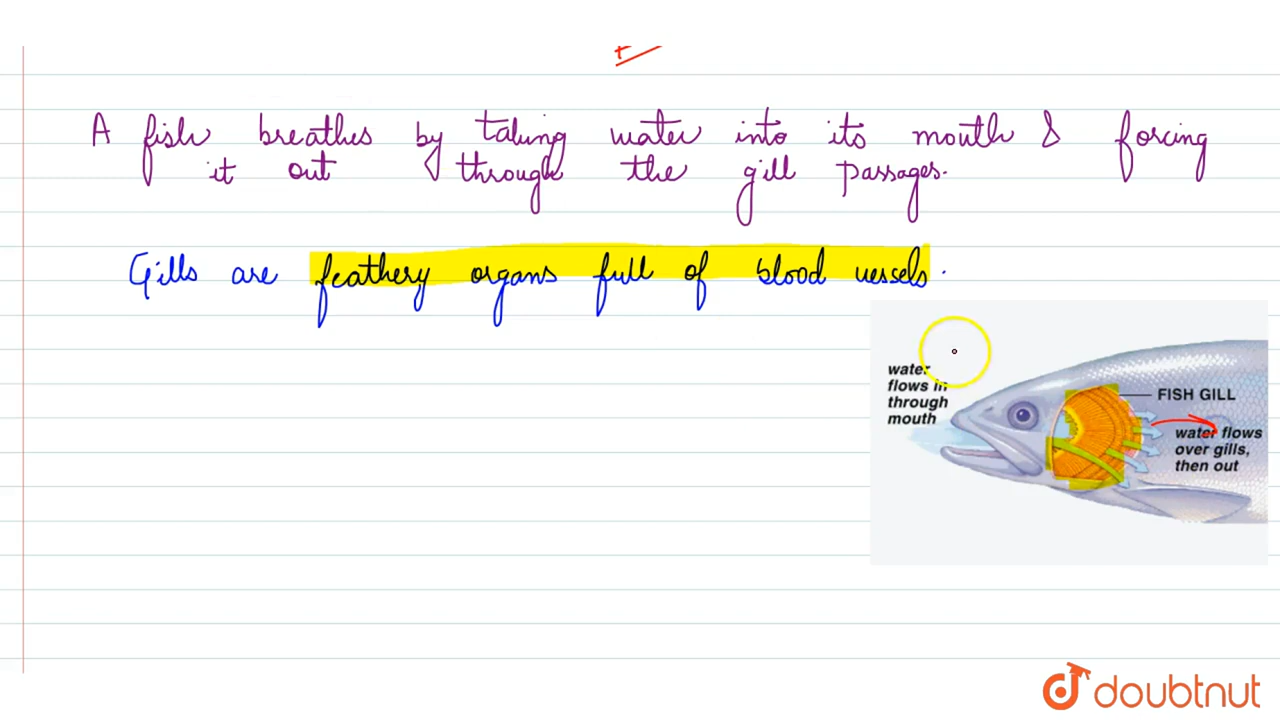 A fish breathes by taking water into its mouth & forcing
it out through the gill passages.
Gills are feathery organs full of blood vessels.
water
flows in
through
mouth
FISH GILL
water flows
over gills,
then out
doubtnut